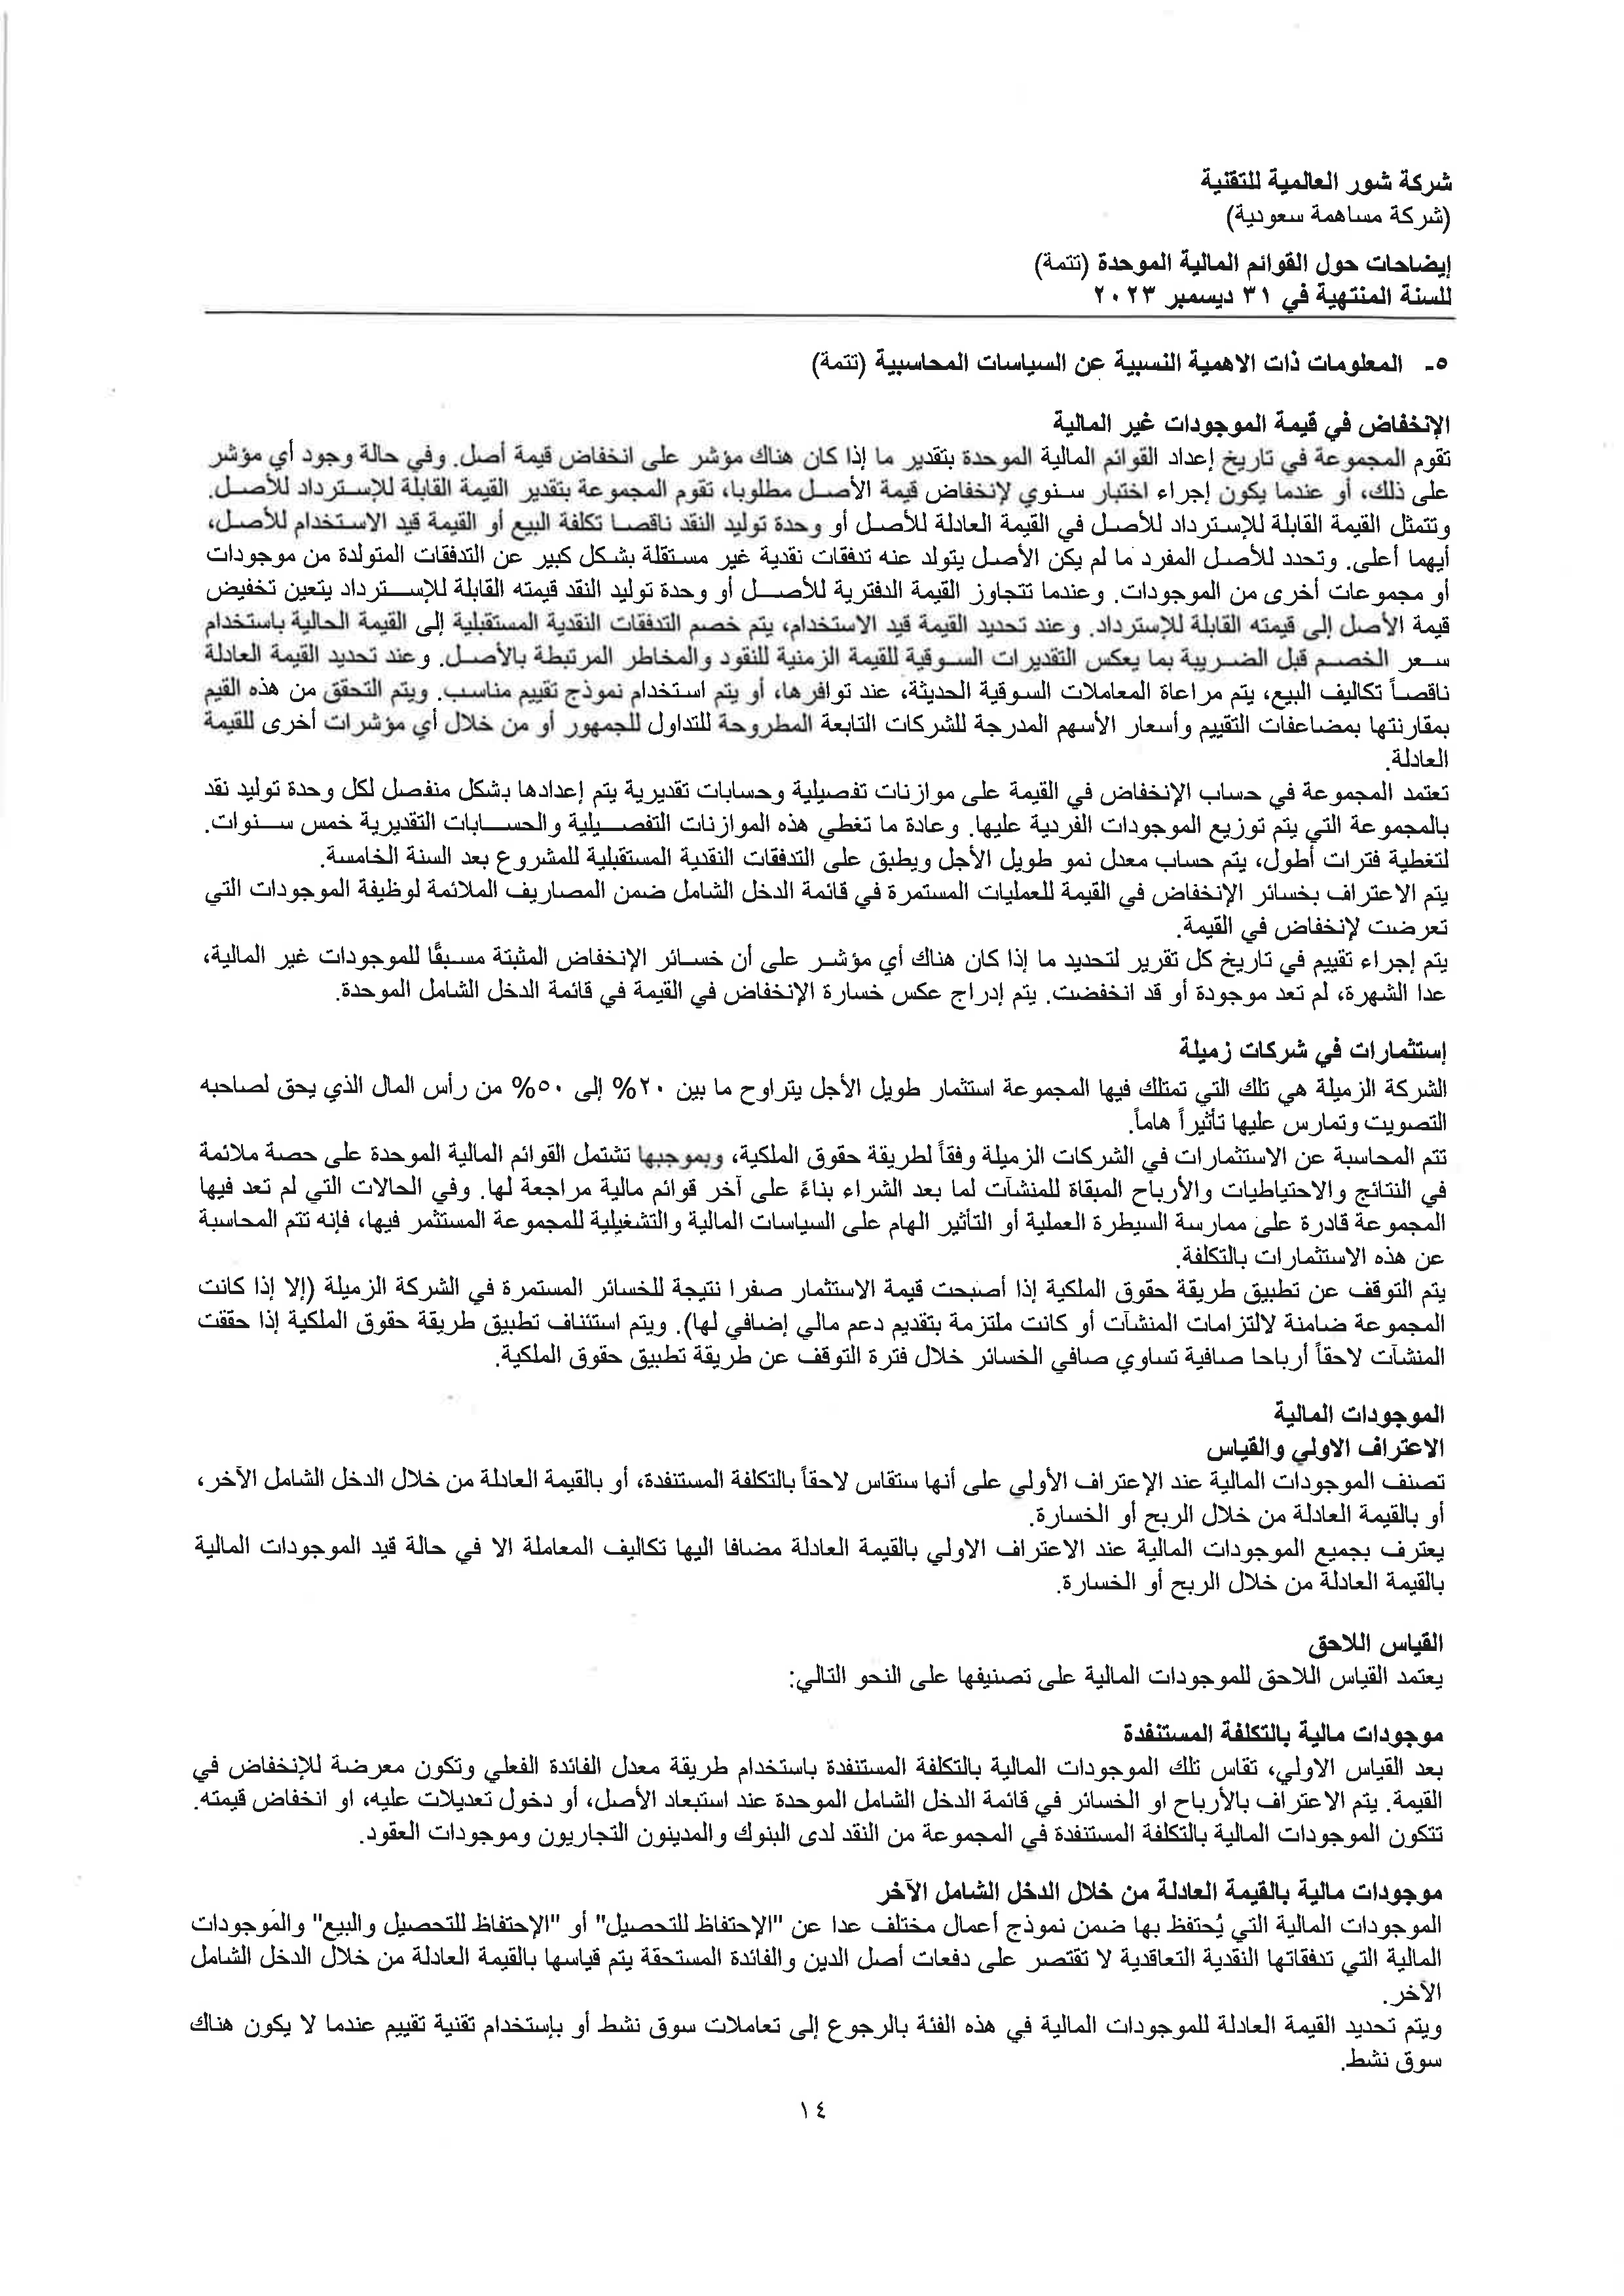 شركة شور العالمية للتقنية
(شركة مساهمة سعودية)
إيضاحات حول القوائم المالية الموحدة (تتمة)
للسنة المنتهية في ٣١ ديسمبر ٢٠٢٣
٥- المعلومات ذات الاهمية النسبية عن السياسات المحاسبية (تتمة)
الإنخفاض في قيمة الموجودات غير المالية
تقوم المجموعة في تاريخ إعداد القوائم المالية الموحدة بتقدير ما إذا كان هناك مؤشر على انخفاض قيمة أصل. وفي حالة وجود أي مؤشر
على ذلك، أو عندما يكون إجراء اختبار سنوي لإنخفاض قيمة الأصل مطلوبا، تقوم المجموعة بتقدير القيمة القابلة للإسترداد للأصل.
وتتمثل القيمة القابلة للإسترداد للأصل في القيمة العادلة للأصل أو وحدة توليد النقد ناقصا تكلفة البيع أو القيمة قيد الاستخدام للأصل،
أيهما أعلى. وتحدد للأصل المفرد ما لم يكن الأصل يتولد عنه تدفقات نقدية غير مستقلة بشكل كبير عن التدفقات المتولدة من موجودات
أو مجموعات أخرى من الموجودات. وعندما تتجاوز القيمة الدفترية للأصل أو وحدة توليد النقد قيمته القابلة للإسترداد يتعين تخفيض
قيمة الأصل إلى قيمته القابلة للإسترداد. وعند تحديد القيمة قيد الاستخدام، يتم خصم التدفقات النقدية المستقبلية إلى القيمة الحالية باستخدام
سعر الخصم قبل الضريبة بما يعكس التقديرات السوقية للقيمة الزمنية للنقود والمخاطر المرتبطة بالأصل. وعند تحديد القيمة العادلة
ناقصاً تكاليف البيع، يتم مراعاة المعاملات السوقية الحديثة، عند توافرها، أو يتم استخدام نموذج تقييم مناسب. ويتم التحقق من هذه القيم
بمقارنتها بمضاعفات التقييم وأسعار الأسهم المدرجة للشركات التابعة المطروحة للتداول للجمهور أو من خلال أي مؤشرات أخرى للقيمة
العادلة.
تعتمد المجموعة في حساب الإنخفاض في القيمة على موازنات تفصيلية وحسابات تقديرية يتم إعدادها بشكل منفصل لكل وحدة توليد نقد
بالمجموعة التي يتم توزيع الموجودات الفردية عليها. وعادة ما تغطي هذه الموازنات التفصيلية والحسابات التقديرية خمس سنوات.
لتغطية فترات أطول، يتم حساب معدل نمو طويل الأجل ويطبق على التدفقات النقدية المستقبلية للمشروع بعد السنة الخامسة.
يتم الاعتراف بخسائر الإنخفاض في القيمة للعمليات المستمرة في قائمة الدخل الشامل ضمن المصاريف الملائمة لوظيفة الموجودات التي
تعرضت لإنخفاض في القيمة.
يتم إجراء تقييم في تاريخ كل تقرير لتحديد ما إذا كان هناك أي مؤشر على أن خسائر الإنخفاض المثبتة مسبقًا للموجودات غير المالية،
عدا الشهرة، لم تعد موجودة أو قد انخفضت. يتم إدراج عكس خسارة الإنخفاض في القيمة في قائمة الدخل الشامل الموحدة.
إستثمارات في شركات زميلة
الشركة الزميلة هي تلك التي تمتلك فيها المجموعة استثمار طويل الأجل يتراوح ما بين ٢٠% إلى ٥٠% من رأس المال الذي يحق لصاحبه
التصويت وتمارس عليها تأثيراً هاماً.
تتم المحاسبة عن الاستثمارات في الشركات الزميلة وفقاً لطريقة حقوق الملكية، وبموجبها تشتمل القوائم المالية الموحدة على حصة ملائمة
في النتائج والاحتياطيات والأرباح المبقاة للمنشآت لما بعد الشراء بناءً على آخر قوائم مالية مراجعة لها. وفي الحالات التي لم تعد فيها
المجموعة قادرة على ممارسة السيطرة العملية أو التأثير الهام على السياسات المالية والتشغيلية للمجموعة المستثمر فيها، فإنه تتم المحاسبة
عن هذه الاستثمارات بالتكلفة.
يتم التوقف عن تطبيق طريقة حقوق الملكية إذا أصبحت قيمة الاستثمار صفرا نتيجة للخسائر المستمرة في الشركة الزميلة (إلا إذا كانت
المجموعة ضامنة لالتزامات المنشآت أو كانت ملتزمة بتقديم دعم مالي إضافي لها). ويتم استئناف تطبيق طريقة حقوق الملكية إذا حققت
المنشآت لاحقاً أرباحا صافية تساوي صافي الخسائر خلال فترة التوقف عن طريقة تطبيق حقوق الملكية.
الموجودات المالية
الاعتراف الاولي والقياس
تصنف الموجودات المالية عند الإعتراف الأولي على أنها ستقاس لاحقاً بالتكلفة المستنفدة، أو بالقيمة العادلة من خلال الدخل الشامل الآخر،
أو بالقيمة العادلة من خلال الربح أو الخسارة.
يعترف بجميع الموجودات المالية عند الاعتراف الاولي بالقيمة العادلة مضافا اليها تكاليف المعاملة الا في حالة قيد الموجودات المالية
بالقيمة العادلة من خلال الربح أو الخسارة.
القياس اللاحق
يعتمد القياس اللاحق للموجودات المالية على تصنيفها على النحو التالي:
موجودات مالية بالتكلفة المستنفدة
بعد القياس الاولي، تقاس تلك الموجودات المالية بالتكلفة المستنفدة باستخدام طريقة معدل الفائدة الفعلي وتكون معرضة للإنخفاض في
القيمة. يتم الاعتراف بالأرباح او الخسائر في قائمة الدخل الشامل الموحدة عند استبعاد الأصل، أو دخول تعديلات عليه، او انخفاض قيمته.
تتكون الموجودات المالية بالتكلفة المستنفدة في المجموعة من النقد لدى البنوك والمدينون التجاريون وموجودات العقود.
موجودات مالية بالقيمة العادلة من خلال الدخل الشامل الآخر
الموجودات المالية التي يُحتفظ بها ضمن نموذج أعمال مختلف عدا عن "الإحتفاظ للتحصيل" أو "الإحتفاظ للتحصيل والبيع" والموجودات
المالية التي تدفقاتها النقدية التعاقدية لا تقتصر على دفعات أصل الدين والفائدة المستحقة يتم قياسها بالقيمة العادلة من خلال الدخل الشامل
الآخر.
ويتم تحديد القيمة العادلة للموجودات المالية في هذه الفئة بالرجوع إلى تعاملات سوق نشط أو بإستخدام تقنية تقييم عندما لا يكون هناك
سوق نشط.
١٤